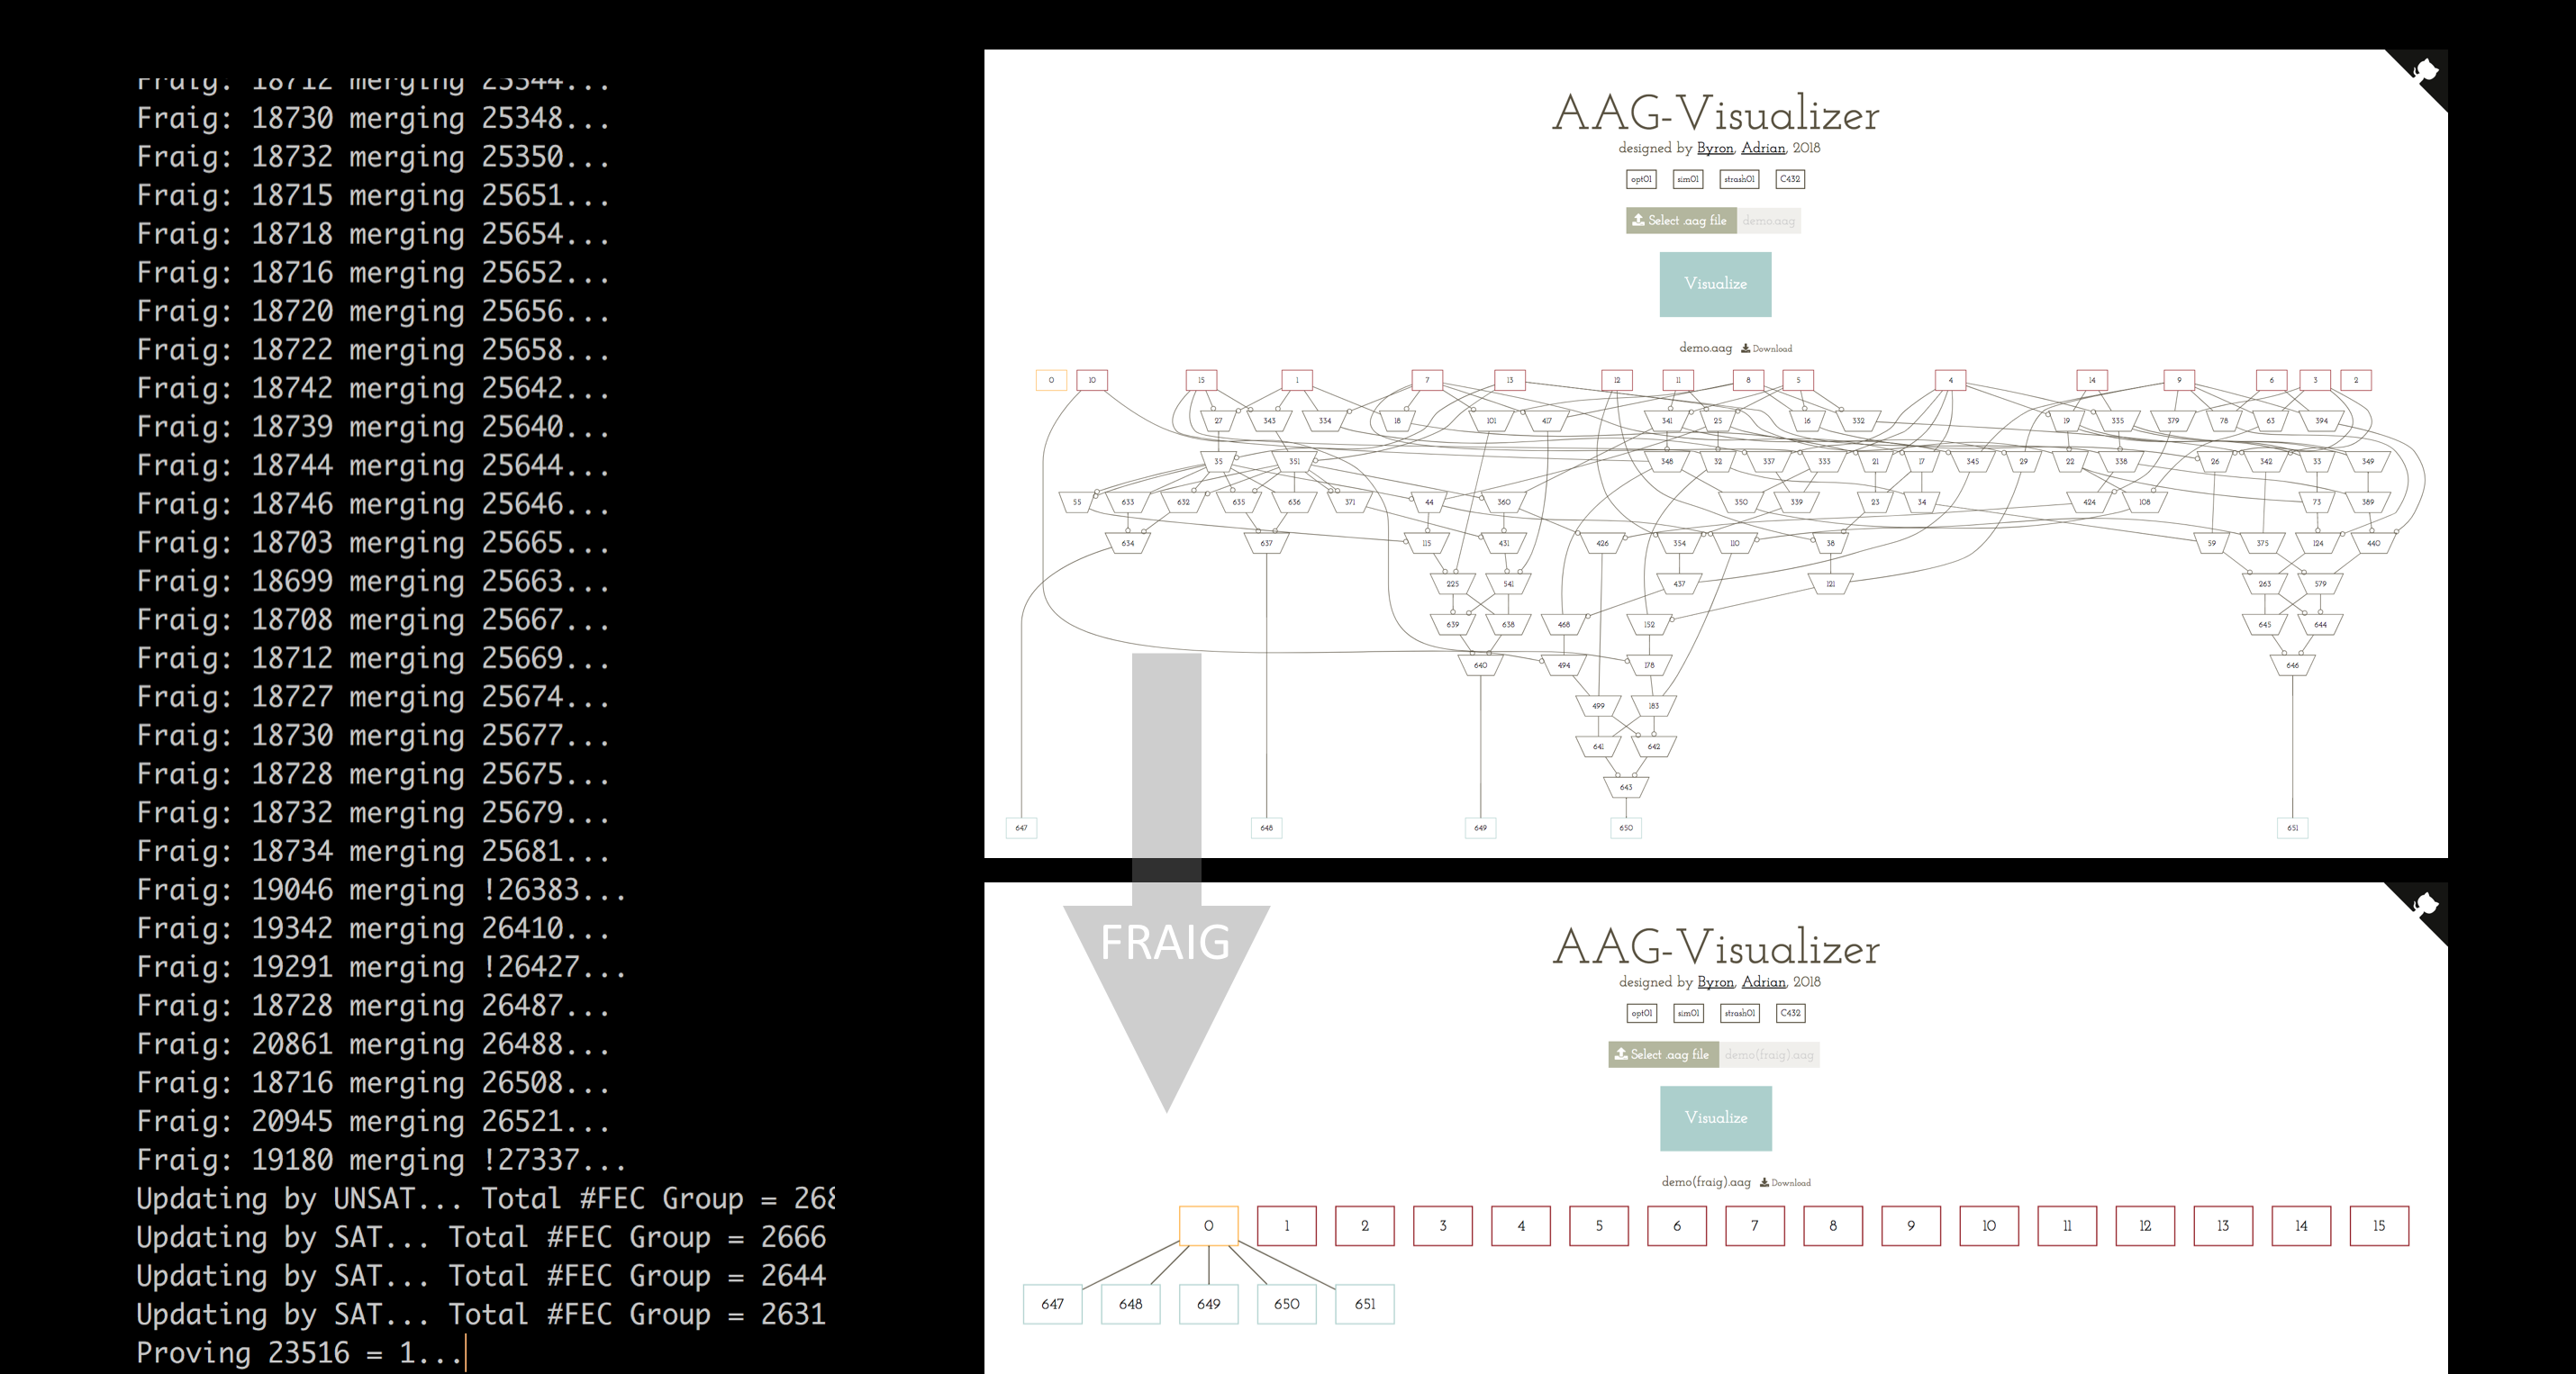 Fraig: 18712 merging 25344...
Fraig: 18730 merging 25348...
Fraig: 18732 merging 25350...
Fraig: 18715 merging 25651...
Fraig: 18718 merging 25654...
Fraig: 18716 merging 25652...
Fraig: 18720 merging 25656...
Fraig: 18722 merging 25658...
Fraig: 18742 merging 25642...
Fraig: 18739 merging 25640...
Fraig: 18744 merging 25644...
Fraig: 18746 merging 25646...
Fraig: 18703 merging 25665...
Fraig: 18699 merging 25663...
Fraig: 18708 merging 25667...
Fraig: 18712 merging 25669...
Fraig: 18727 merging 25674...
Fraig: 18730 merging 25677...
Fraig: 18728 merging 25675...
Fraig: 18732 merging 25679...
Fraig: 18734 merging 25681...
Fraig: 19046 merging !26383...
Fraig: 19342 merging 26410...
Fraig: 19291 merging !26427...
Fraig: 18728 merging 26487...
Fraig: 20861 merging 26488...
Fraig: 18716 merging 26508...
Fraig: 20945 merging 26521...
Fraig: 19180 merging !27337...
Updating by UNSAT... Total #FEC Group = 268
Updating by SAT... Total #FEC Group = 2666
Updating by SAT... Total #FEC Group = 2644
Updating by SAT... Total #FEC Group = 2631
Proving 23516 = 1...
AAG-Visualizer
designed by Byron, Adrian, 2018
opt01 sim01 strash01 C432
Select .aag file demo.aag
Visualize
demo.aag Download
0 10 15 1 7 13 12 11 8 5 4 14 9 6 3 2
27 343 334 18 101 417 341 25 16 332 19 335 379 78 63 394
35 351 348 32 337 333 21 17 345 29 22 338 26 342 33 349
55 633 632 635 636 371 44 360 350 339 23 34 424 108 73 389
634 637 115 431 426 354 110 38 59 375 124 440
225 541 437 121 263 579
639 638 468 152 645 644
640 494 178 646
499 183
641 642
643
647 648 649 650 651
FRAIG
AAG-Visualizer
designed by Byron, Adrian, 2018
opt01 sim01 strash01 C432
Select .aag file demo(fraig).aag
Visualize
demo(fraig).aag Download
0 1 2 3 4 5 6 7 8 9 10 11 12 13 14 15
647 648 649 650 651